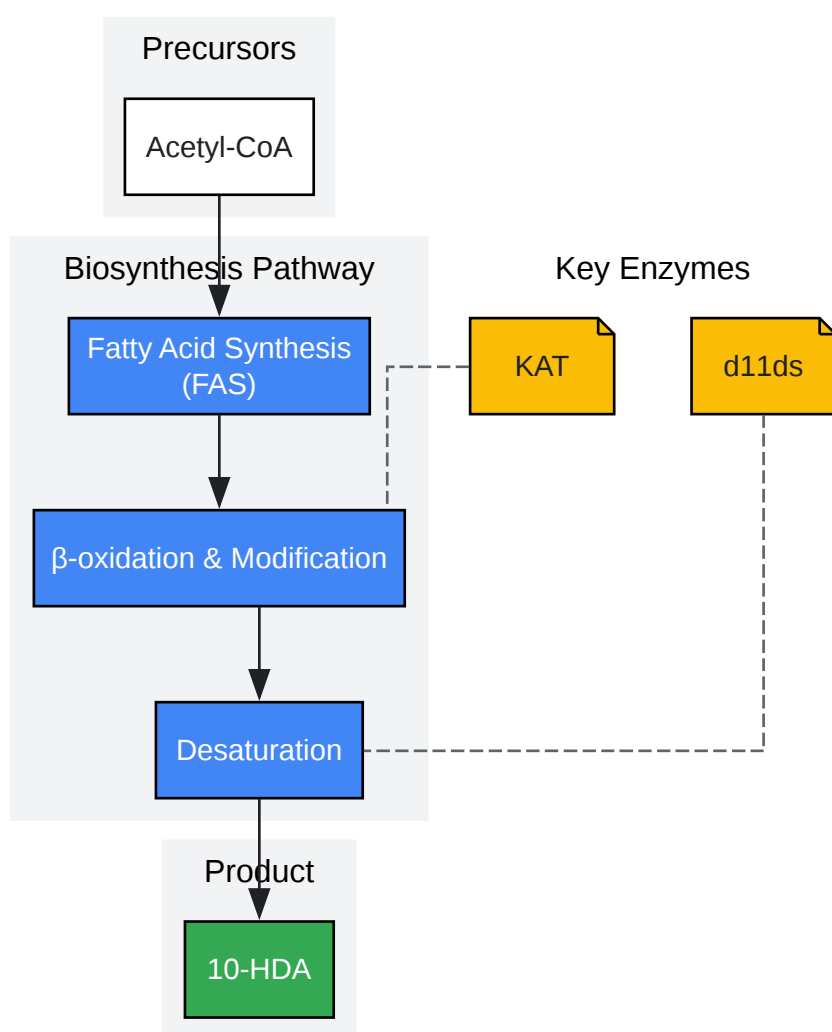 Precursors
Acetyl-CoA
Biosynthesis Pathway
Key Enzymes
Fatty Acid Synthesis
(FAS)
KAT
d11ds
β-oxidation & Modification
Desaturation
Product
10-HDA